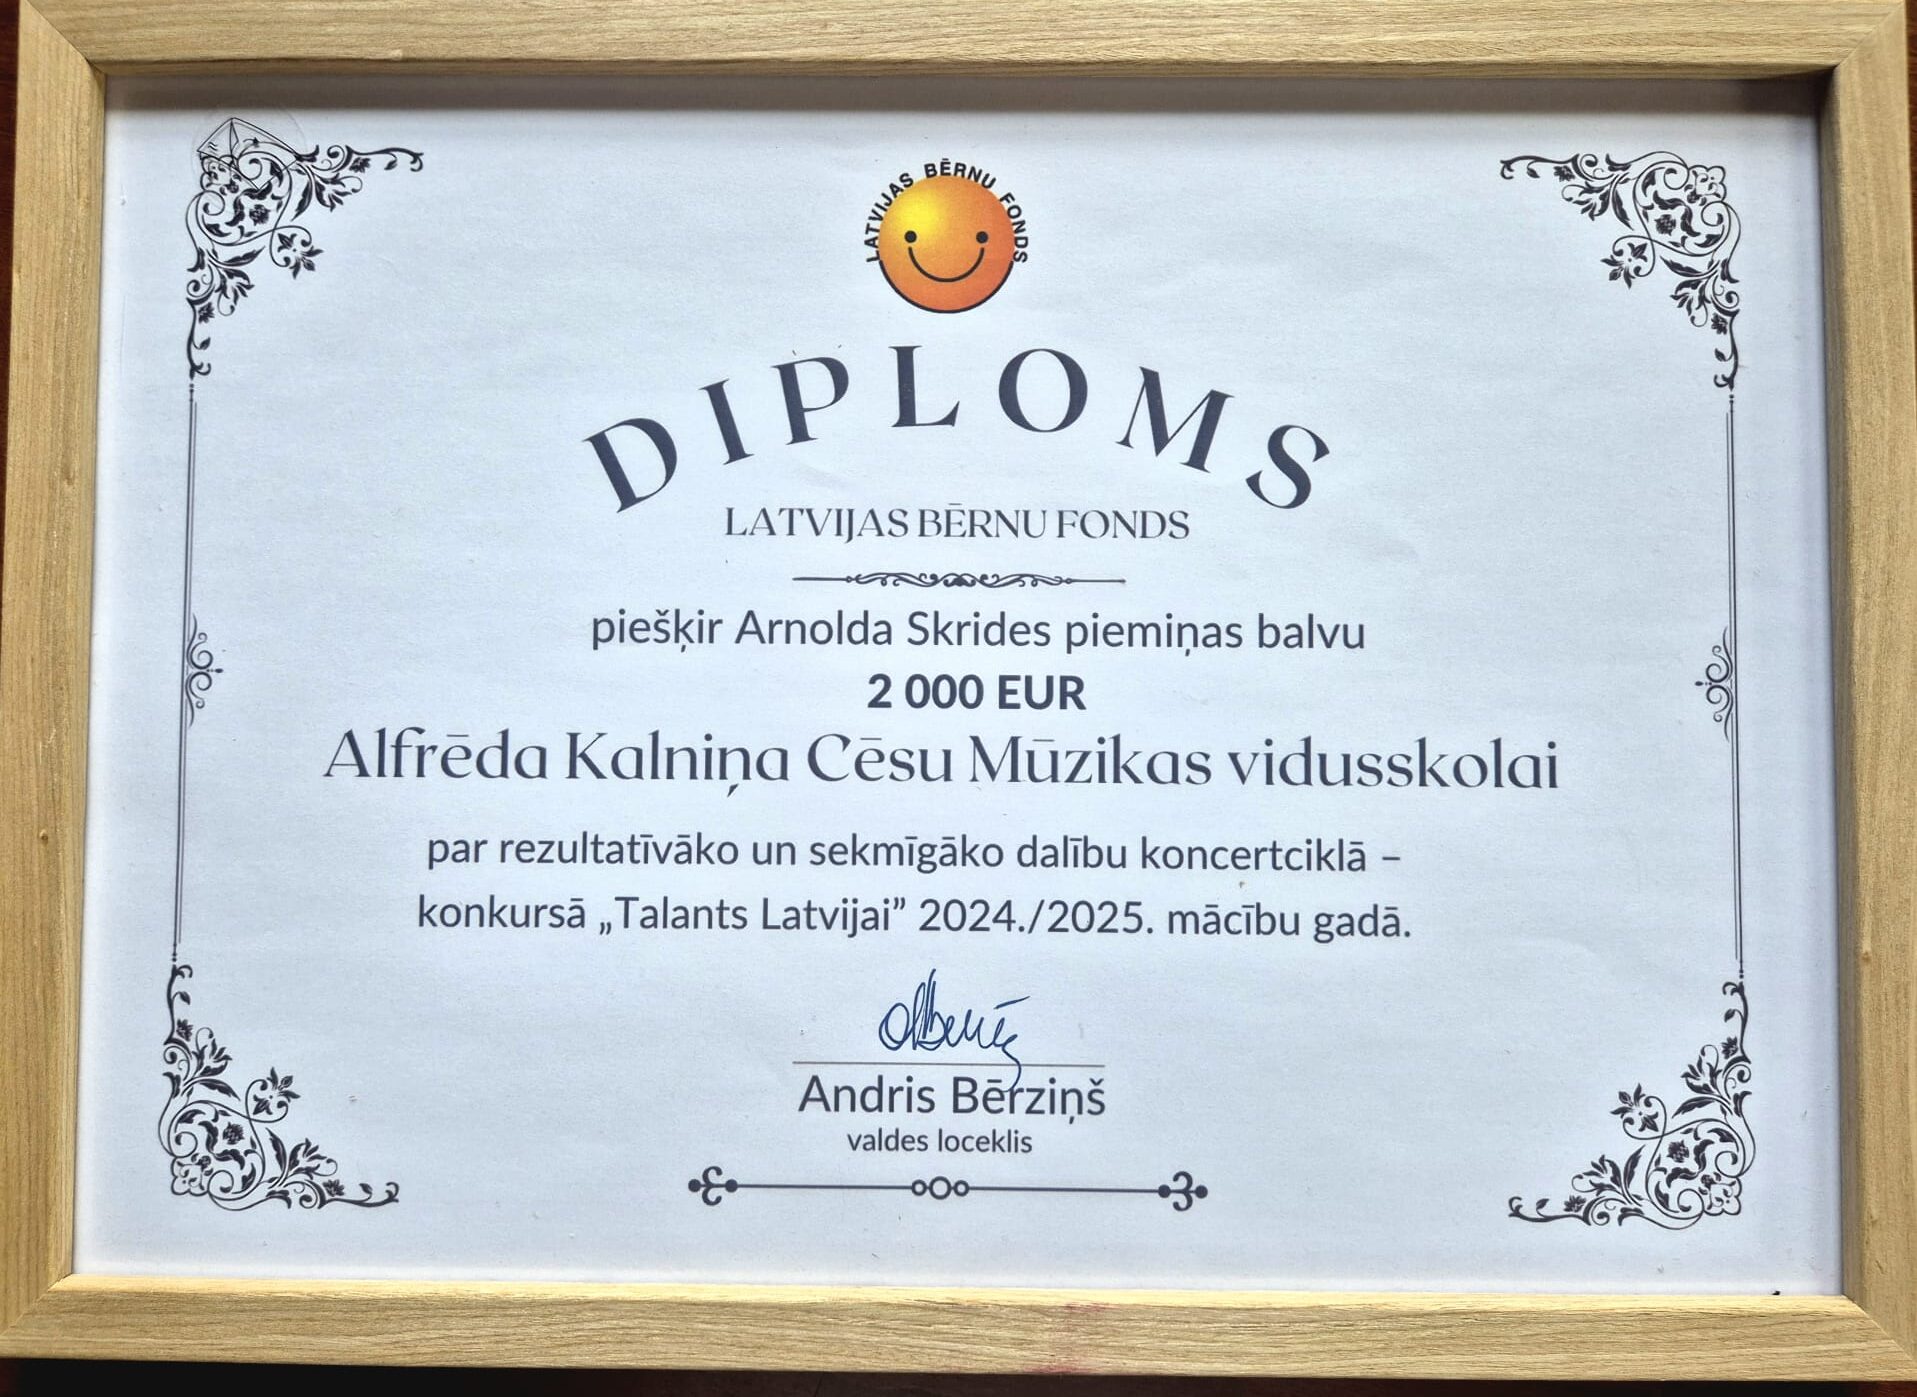 LATVIJAS BĒRNU FONDS
DIPLOMS
LATVIJAS BĒRNU FONDS
piešķir Arnolda Skrides piemiņas balvu
2 000 EUR
Alfrēda Kalniņa Cēsu Mūzikas vidusskolai
par rezultatīvāko un sekmīgāko dalību koncertciklā –
konkursā „Talants Latvijai” 2024./2025. mācību gadā.
Andris Bērziņš
valdes loceklis